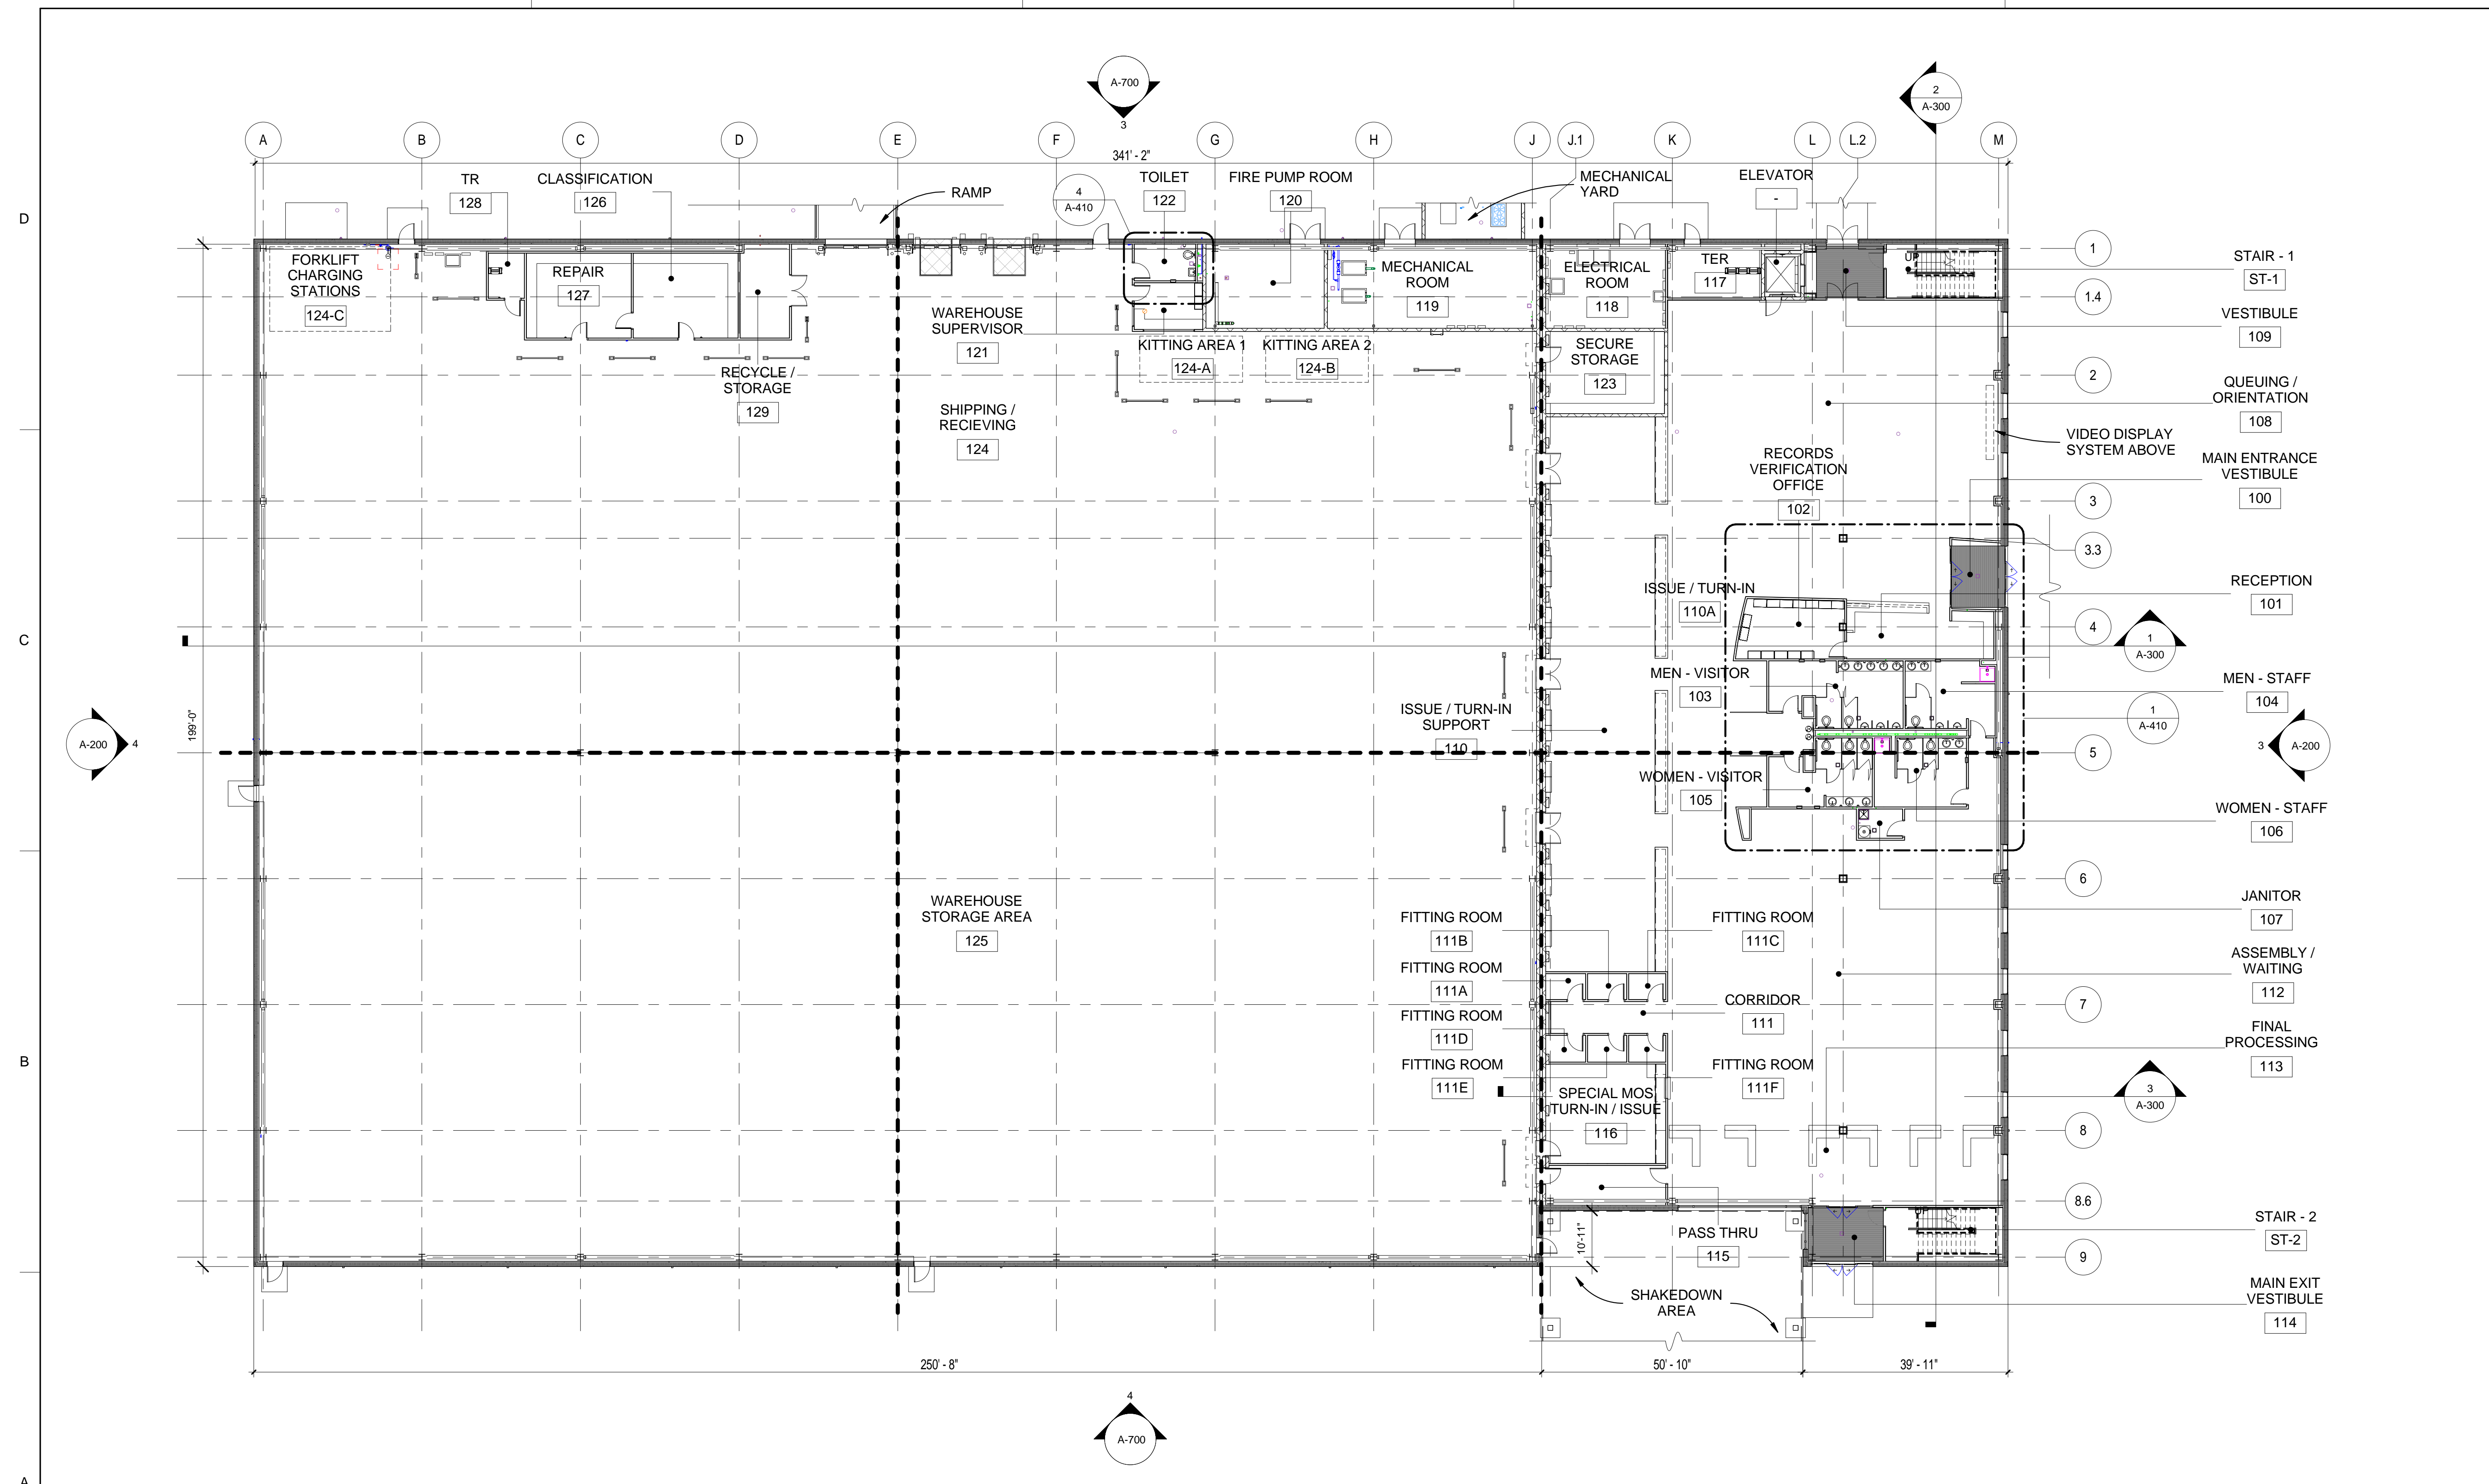 A-700
3
2
A-300
A
B
C
D
E
F
G
H
J
J.1
K
L
L.2
M
341' - 2"
TR
128
CLASSIFICATION
126
RAMP
4
A-410
TOILET
122
FIRE PUMP ROOM
120
MECHANICAL
YARD
ELEVATOR
-
D
FORKLIFT
CHARGING
STATIONS
124-C
REPAIR
127
WAREHOUSE
SUPERVISOR
121
MECHANICAL
ROOM
119
ELECTRICAL
ROOM
118
TER
117
UP
1
STAIR - 1
ST-1
1.4
VESTIBULE
109
KITTING AREA 1
124-A
KITTING AREA 2
124-B
SECURE
STORAGE
123
2
RECYCLE /
STORAGE
129
QUEUING /
ORIENTATION
108
SHIPPING /
RECIEVING
124
VIDEO DISPLAY
SYSTEM ABOVE
RECORDS
VERIFICATION
OFFICE
102
MAIN ENTRANCE
VESTIBULE
100
3
3.3
ISSUE / TURN-IN
110A
RECEPTION
101
C
4
1
A-300
MEN - VISITOR
103
MEN - STAFF
104
ISSUE / TURN-IN
SUPPORT
110
1
A-410
199'-0"
A-200
4
5
3
A-200
WOMEN - VISITOR
105
WOMEN - STAFF
106
6
WAREHOUSE
STORAGE AREA
125
JANITOR
107
FITTING ROOM
111B
FITTING ROOM
111C
ASSEMBLY /
WAITING
112
FITTING ROOM
111A
CORRIDOR
111
7
FITTING ROOM
111D
FINAL
PROCESSING
113
B
FITTING ROOM
111E
FITTING ROOM
111F
3
A-300
SPECIAL MOS
TURN-IN / ISSUE
116
8
8.6
UP
STAIR - 2
ST-2
10'-11"
PASS THRU
115
9
SHAKEDOWN
AREA
MAIN EXIT
VESTIBULE
114
250' - 8"
50' - 10"
39' - 11"
4
A-700
A